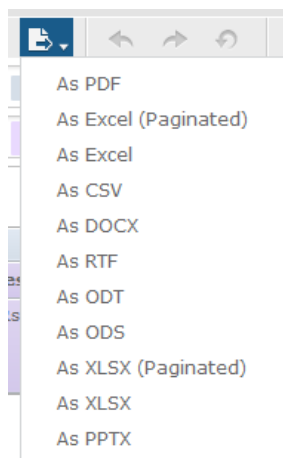 As PDF
As Excel (Paginated)
As Excel
As CSV
As DOCX
As RTF
As ODT
As ODS
As XLSX (Paginated)
As XLSX
As PPTX